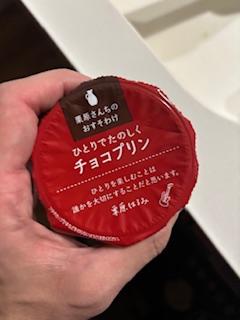 栗原さんちの
おすそわけ
ひとりでたのしく
チョコプリン
ひとりを楽しむことは
誰かを大切にすることだと思います。
栗原はるみ